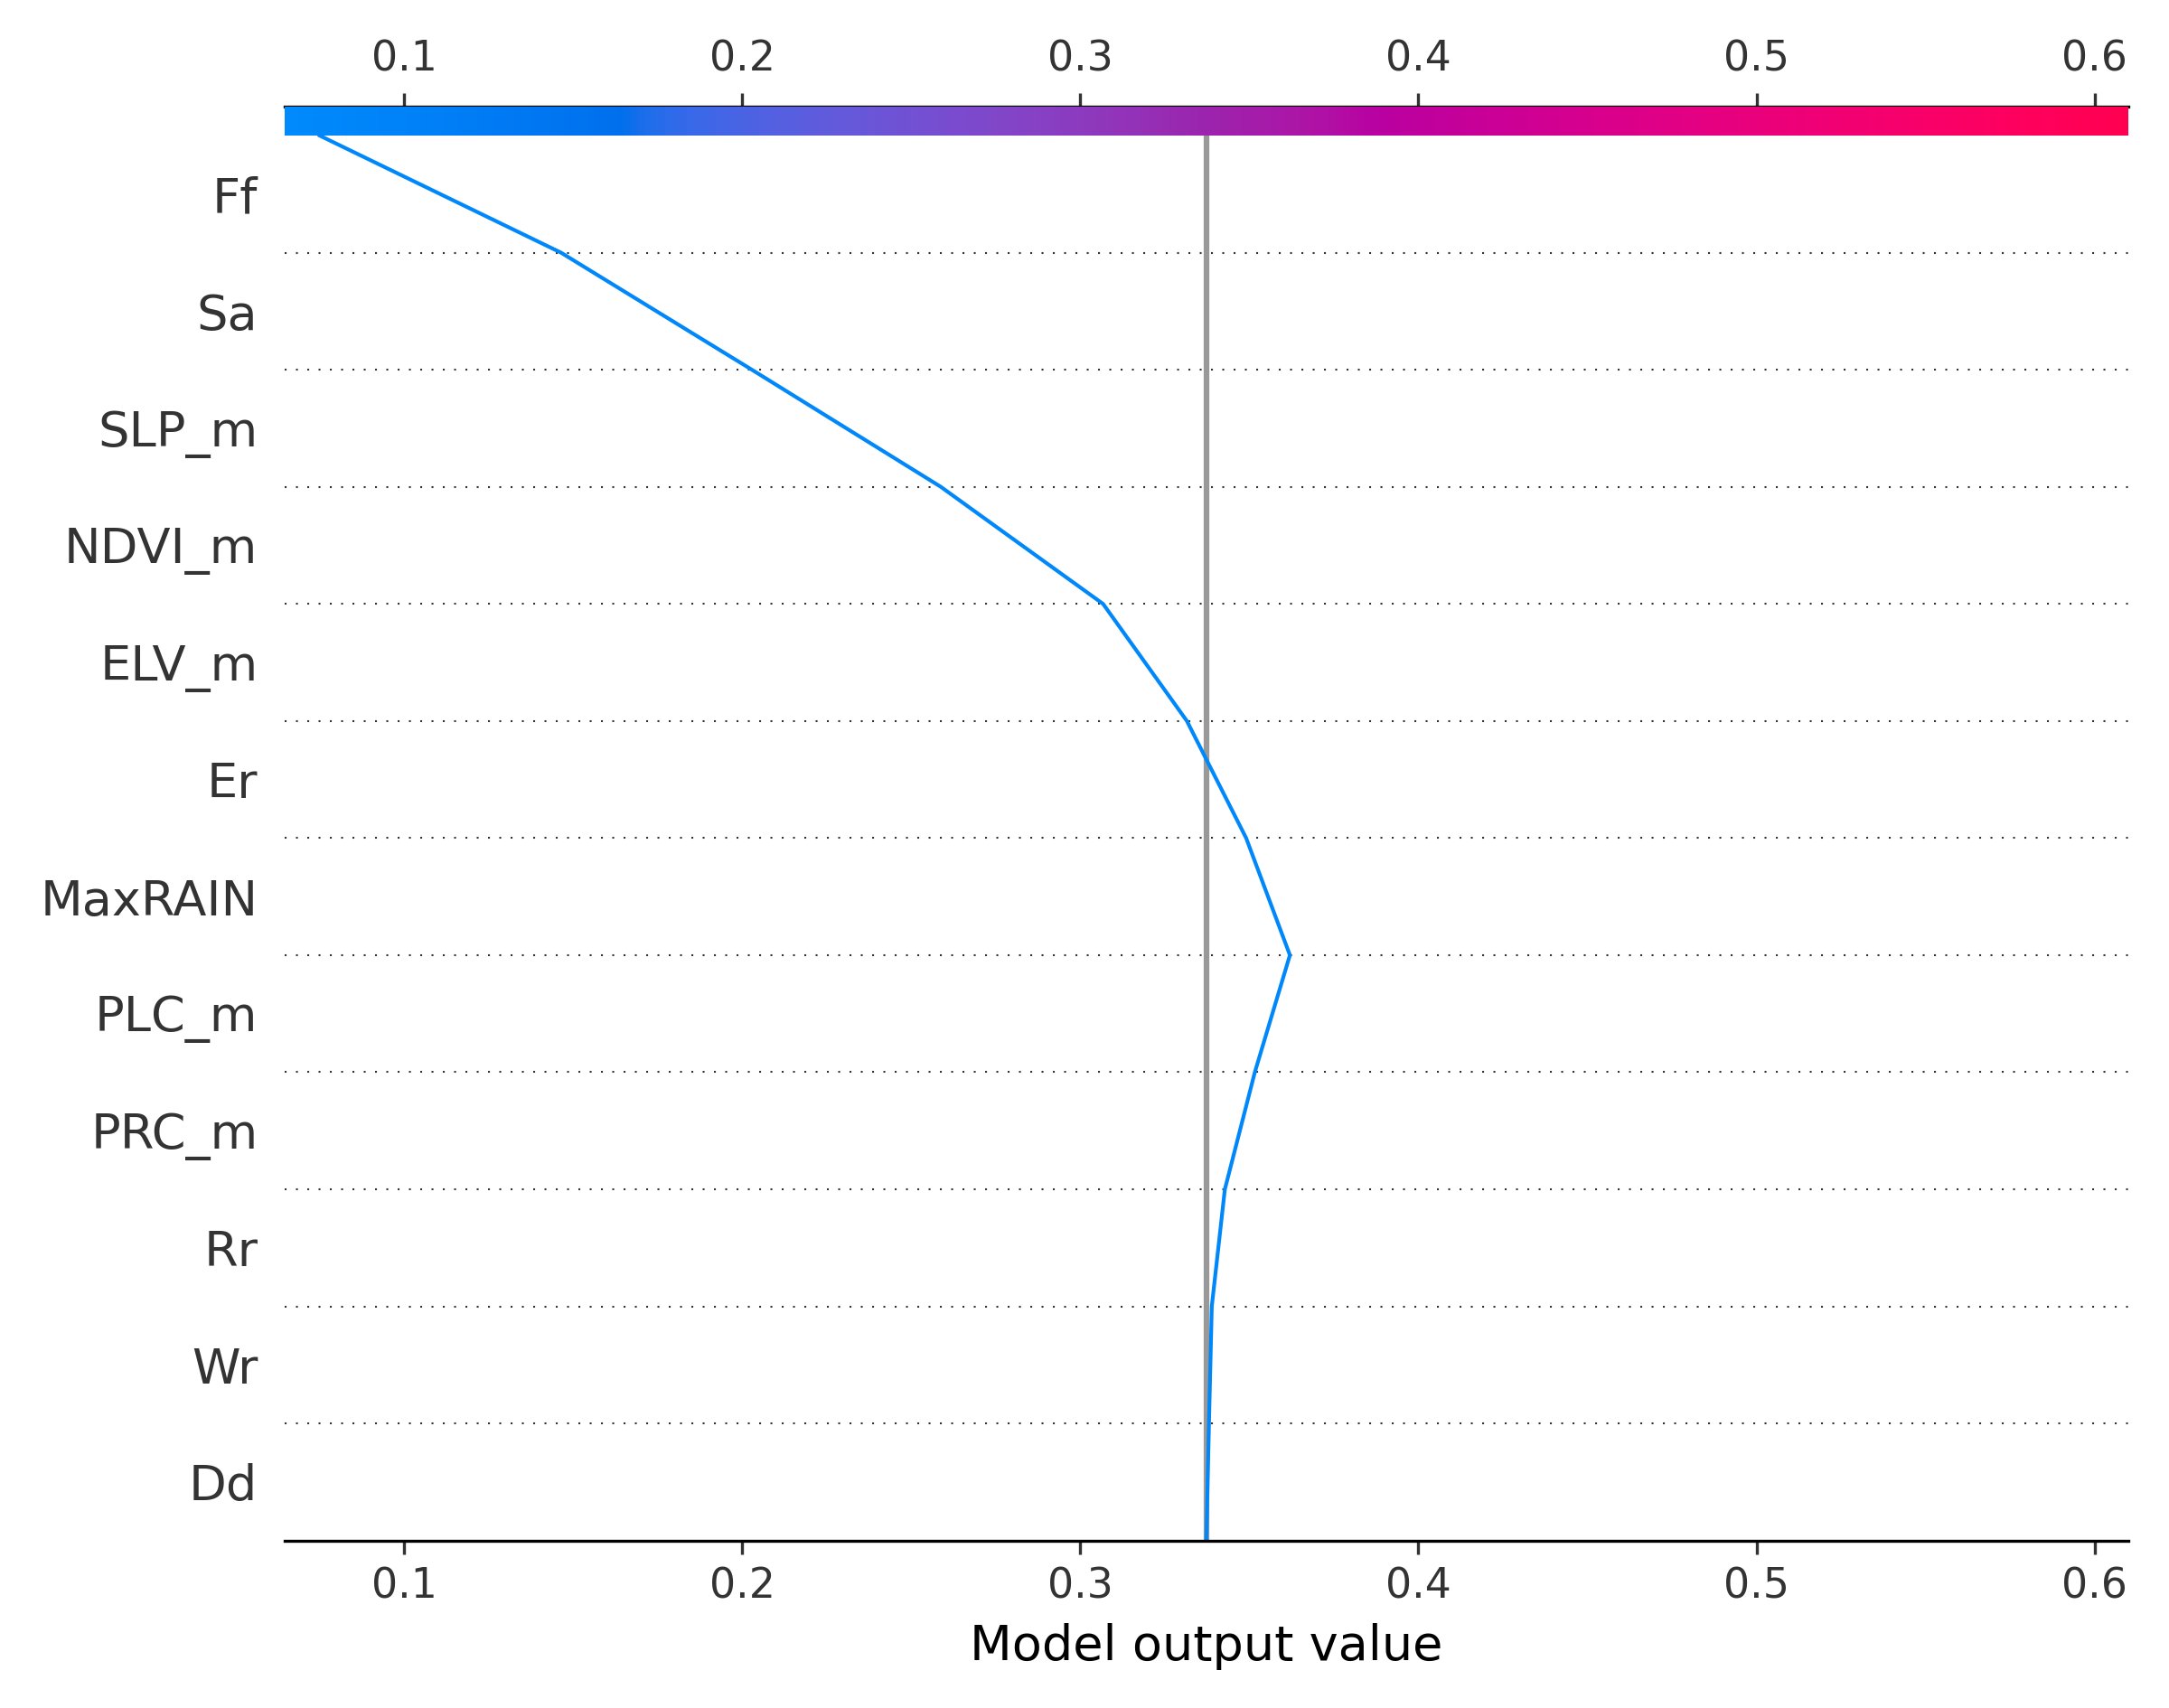 0.1 0.2 0.3 0.4 0.5 0.6
Ff
Sa
SLP_m
NDVI_m
ELV_m
Er
MaxRAIN
PLC_m
PRC_m
Rr
Wr
Dd
0.1 0.2 0.3 0.4 0.5 0.6
Model output value